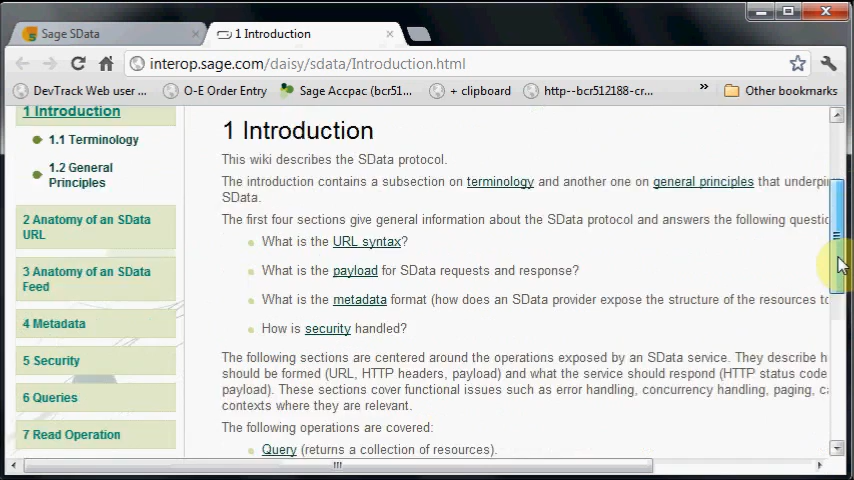 Sage SData
1 Introduction
interop.sage.com/daisy/sdata/Introduction.html
DevTrack Web user ...
O-E Order Entry
Sage Accpac (bcr51...
+ clipboard
http--bcr512188-cr...
»
Other bookmarks
1 Introduction
1.1 Terminology
1.2 General
Principles
2 Anatomy of an SData
URL
3 Anatomy of an SData
Feed
4 Metadata
5 Security
6 Queries
7 Read Operation
1 Introduction
This wiki describes the SData protocol.
The introduction contains a subsection on terminology and another one on general principles that underpi
SData.
The first four sections give general information about the SData protocol and answers the following questi
What is the URL syntax?
What is the payload for SData requests and response?
What is the metadata format (how does an SData provider expose the structure of the resources to
How is security handled?
The following sections are centered around the operations exposed by an SData service. They describe h
should be formed (URL, HTTP headers, payload) and what the service should respond (HTTP status code
payload). These sections cover functional issues such as error handling, concurrency handling, paging, ca
contexts where they are relevant.
The following operations are covered:
Query (returns a collection of resources).